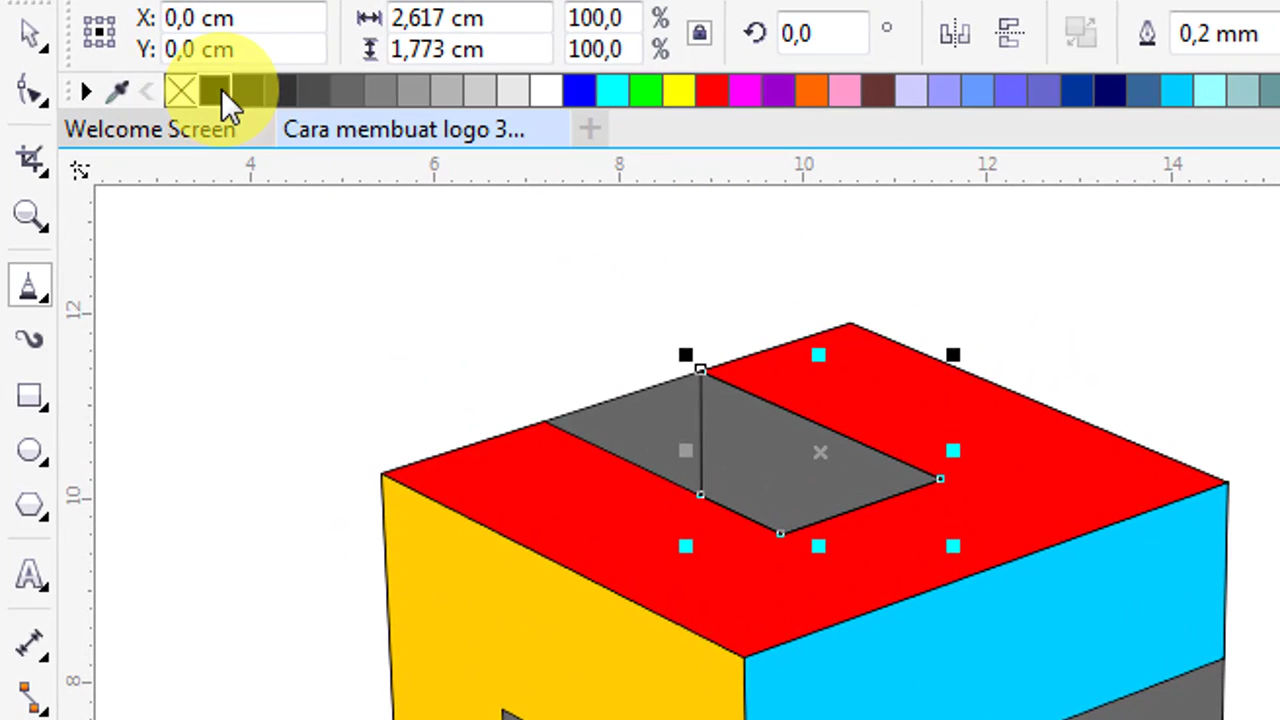 X: 0,0 cm
Y: 0,0 cm
2,617 cm
1,773 cm
100,0 %
100,0 %
0,0 °
0,2 mm
Welcome Screen
Cara membuat logo 3...
4 6 8 10 12 14
12
10
8